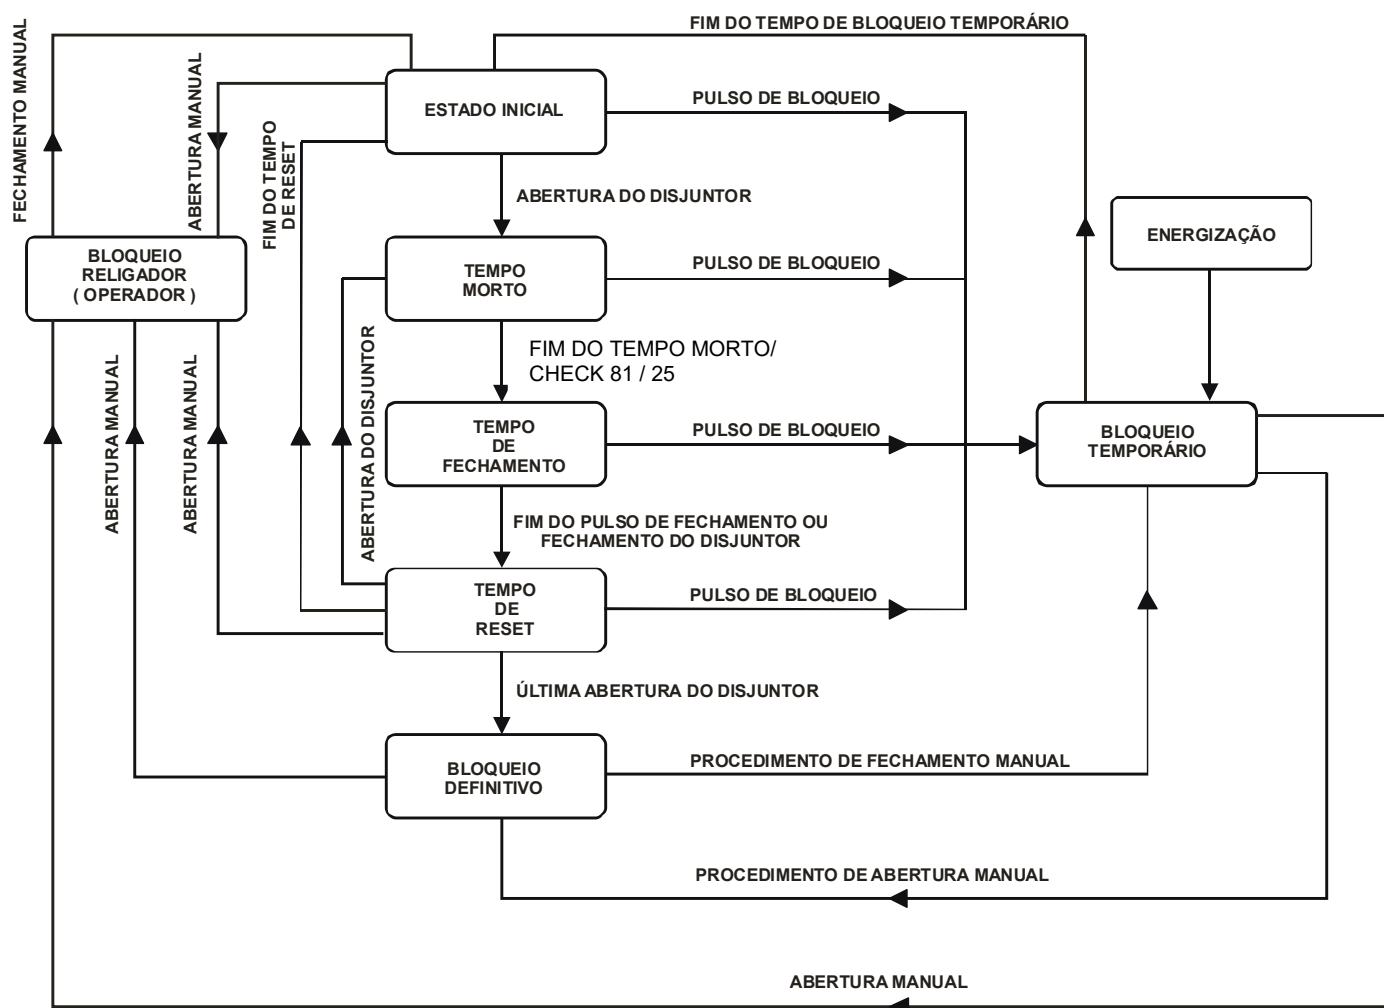 FIM DO TEMPO DE BLOQUEIO TEMPORÁRIO
FECHAMENTO MANUAL
ABERTURA MANUAL
FIM DO TEMPO
DE RESET
ESTADO INICIAL
PULSO DE BLOQUEIO
ABERTURA DO DISJUNTOR
ENERGIZAÇÃO
BLOQUEIO
RELIGADOR
( OPERADOR )
TEMPO
MORTO
PULSO DE BLOQUEIO
FIM DO TEMPO MORTO/
CHECK 81 / 25
ABERTURA MANUAL
ABERTURA MANUAL
ABERTURA DO DISJUNTOR
TEMPO
DE
FECHAMENTO
PULSO DE BLOQUEIO
BLOQUEIO
TEMPORÁRIO
FIM DO PULSO DE FECHAMENTO OU
FECHAMENTO DO DISJUNTOR
TEMPO
DE
RESET
PULSO DE BLOQUEIO
ÚLTIMA ABERTURA DO DISJUNTOR
BLOQUEIO
DEFINITIVO
PROCEDIMENTO DE FECHAMENTO MANUAL
PROCEDIMENTO DE ABERTURA MANUAL
ABERTURA MANUAL